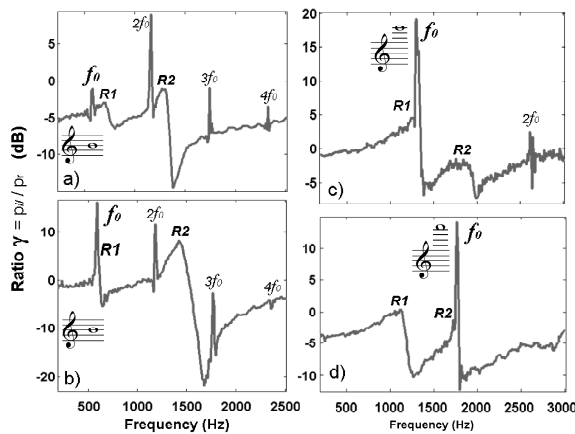 Ratio γ = pᵢₗ/ pᵣ (dB)
2f₀
f₀
R1
R2
3f₀
4f₀
5
0
-5
-10
a)
f₀
R1
2f₀
R2
3f₀
4f₀
10
0
-10
-20
b)
500 1000 1500 2000 2500
Frequency (Hz)
f₀
R1
R2
2f₀
20
15
10
5
0
-5
c)
f₀
R1
R2
10
5
0
-5
-10
d)
500 1000 1500 2000 2500 3000
Frequency (Hz)